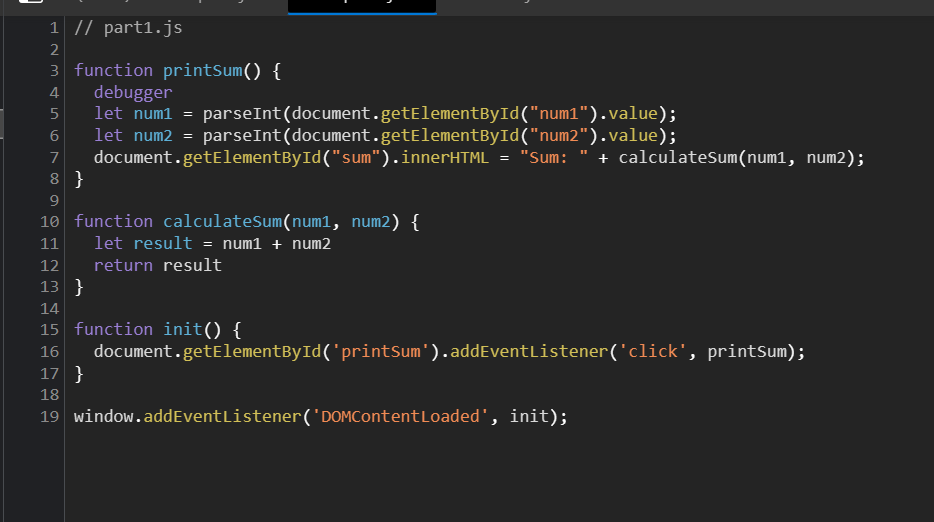 1 // part1.js
2
3 function printSum() {
4   debugger
5   let num1 = parseInt(document.getElementById("num1").value);
6   let num2 = parseInt(document.getElementById("num2").value);
7   document.getElementById("sum").innerHTML = "Sum: " + calculateSum(num1, num2);
8 }
9
10 function calculateSum(num1, num2) {
11   let result = num1 + num2
12   return result
13 }
14
15 function init() {
16   document.getElementById('printSum').addEventListener('click', printSum);
17 }
18
19 window.addEventListener('DOMContentLoaded', init);